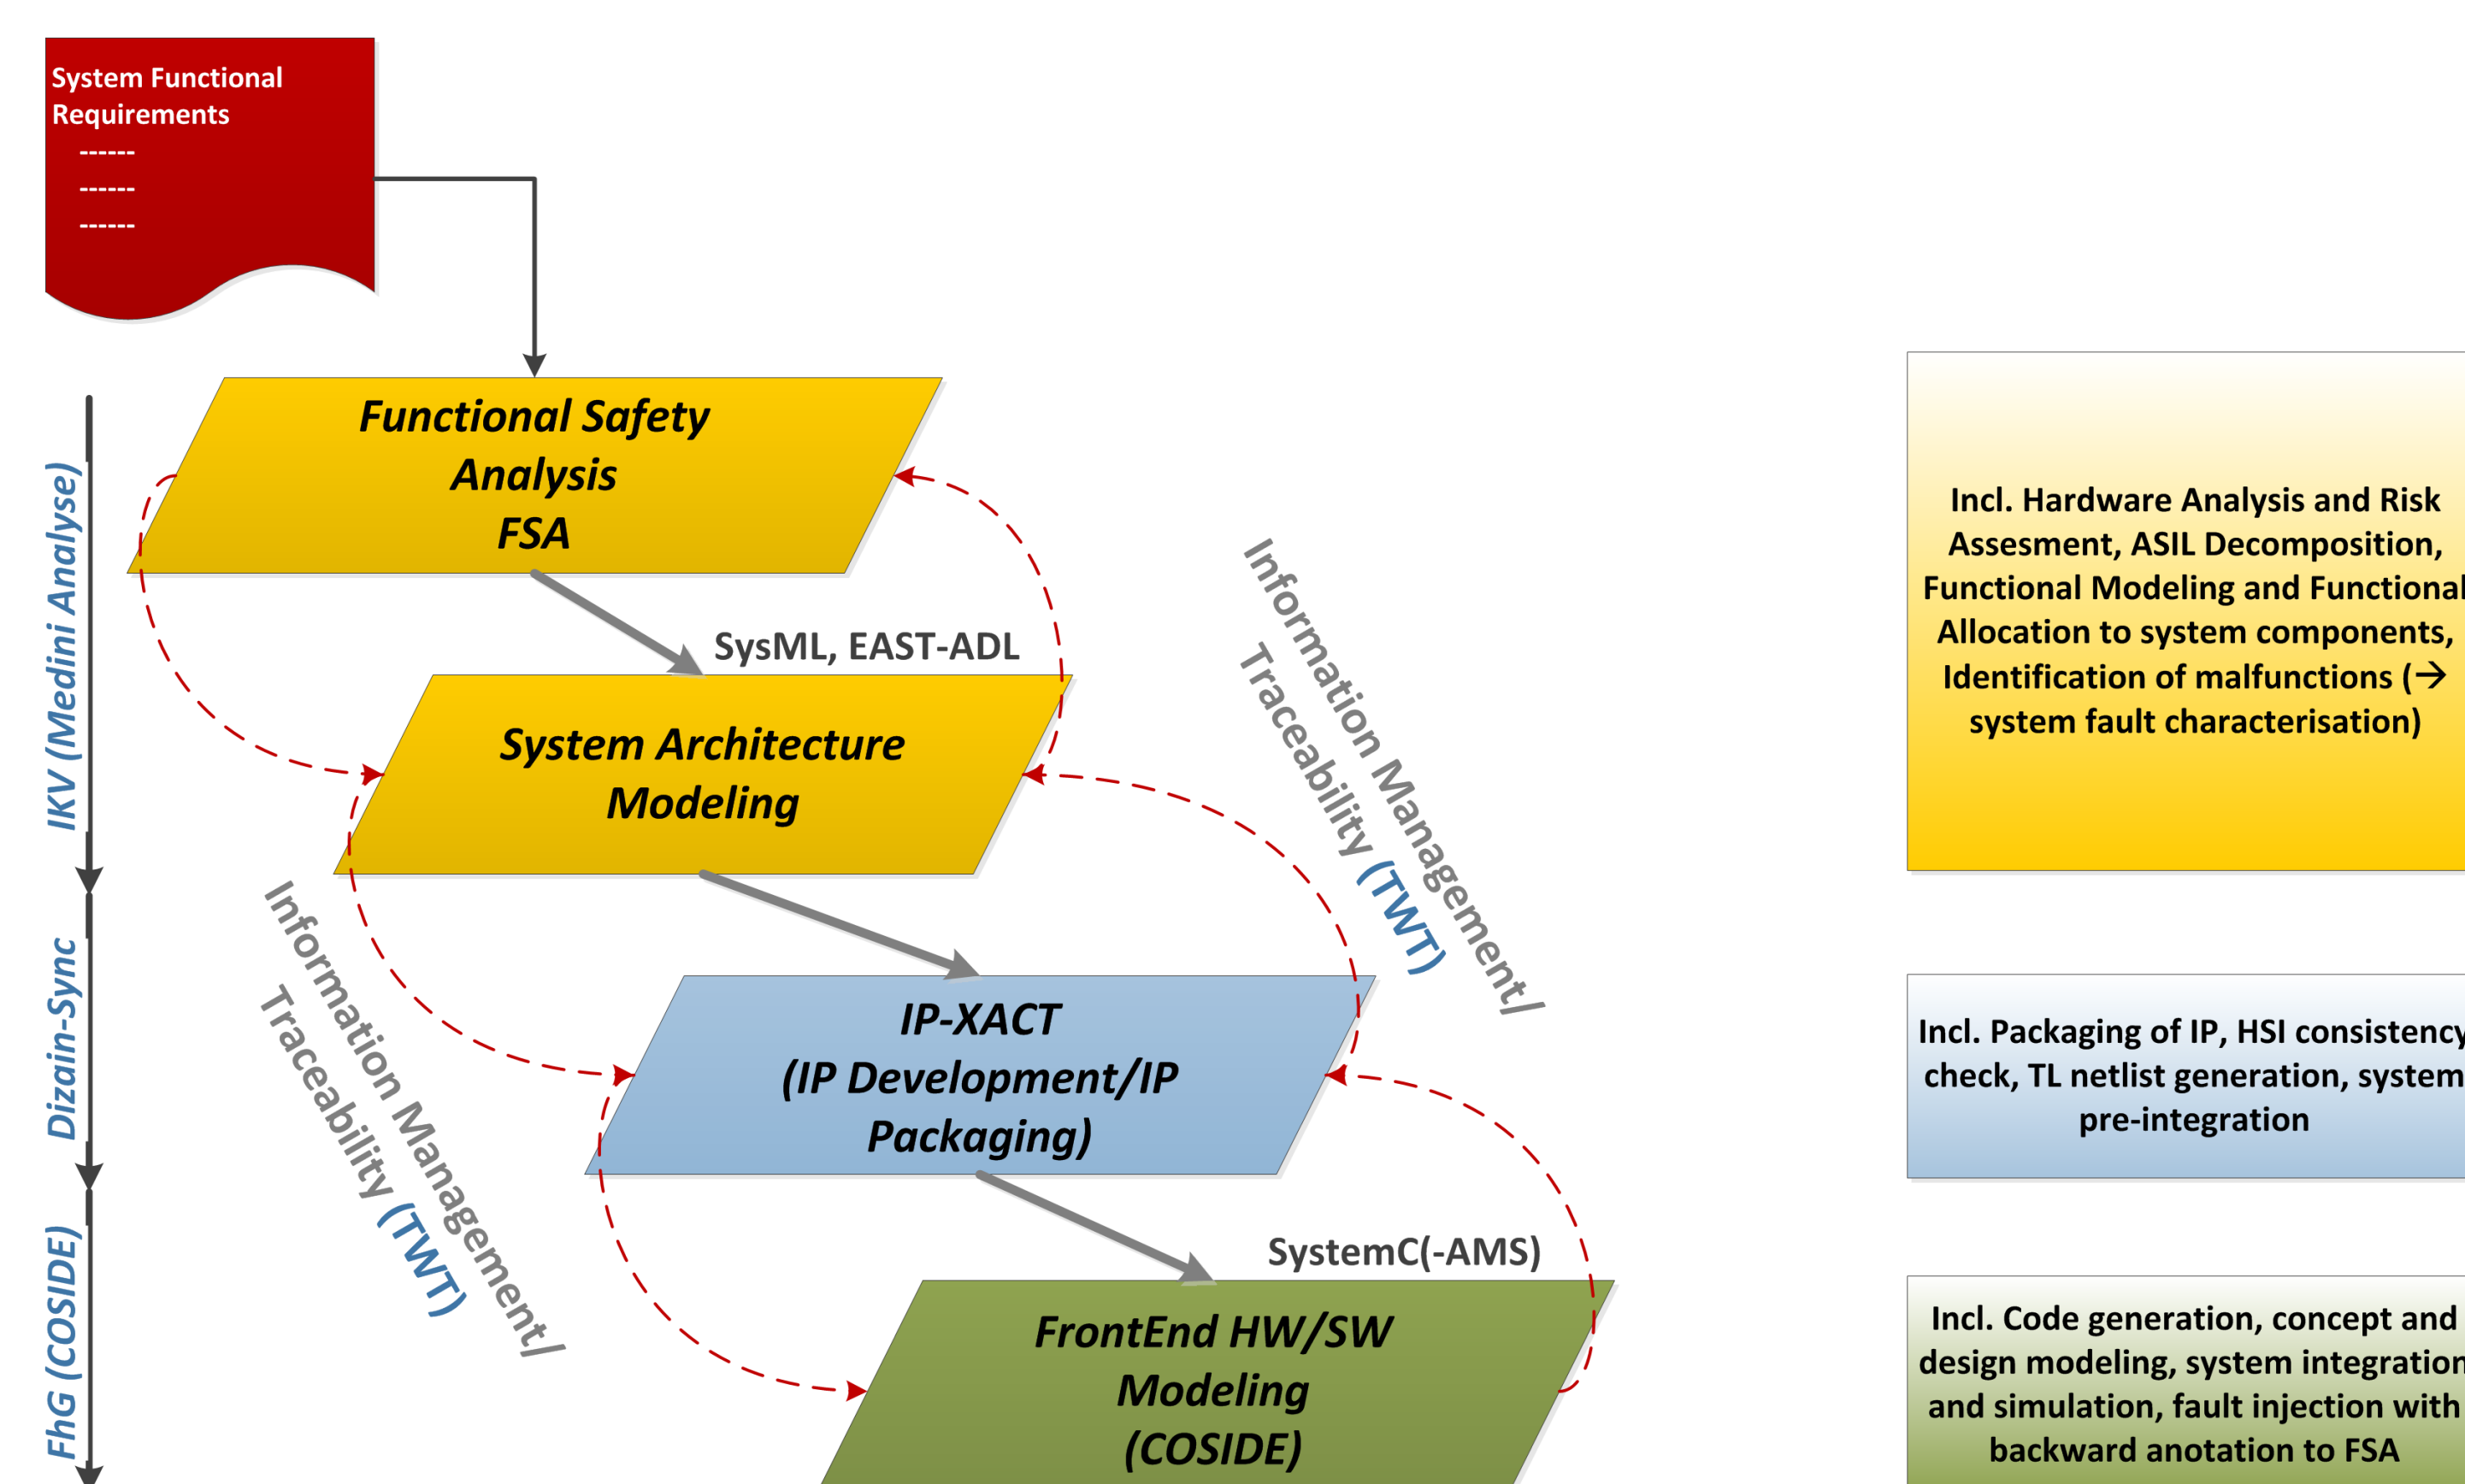 System Functional
Requirements
------
------
------
Functional Safety
Analysis
FSA
SysML, EAST-ADL
System Architecture
Modeling
IP-XACT
(IP Development/IP
Packaging)
SystemC(-AMS)
FrontEnd HW/SW
Modeling
(COSIDE)
IKV (Medini Analyse)
Dizain-Sync
FhG (COSIDE)
Information Management/
Traceability (TWT)
Information Management/
Traceability (TWT)
Incl. Hardware Analysis and Risk
Assesment, ASIL Decomposition,
Functional Modeling and Functional
Allocation to system components,
Identification of malfunctions (→
system fault characterisation)
Incl. Packaging of IP, HSI consistency
check, TL netlist generation, system
pre-integration
Incl. Code generation, concept and
design modeling, system integration
and simulation, fault injection with
backward anotation to FSA